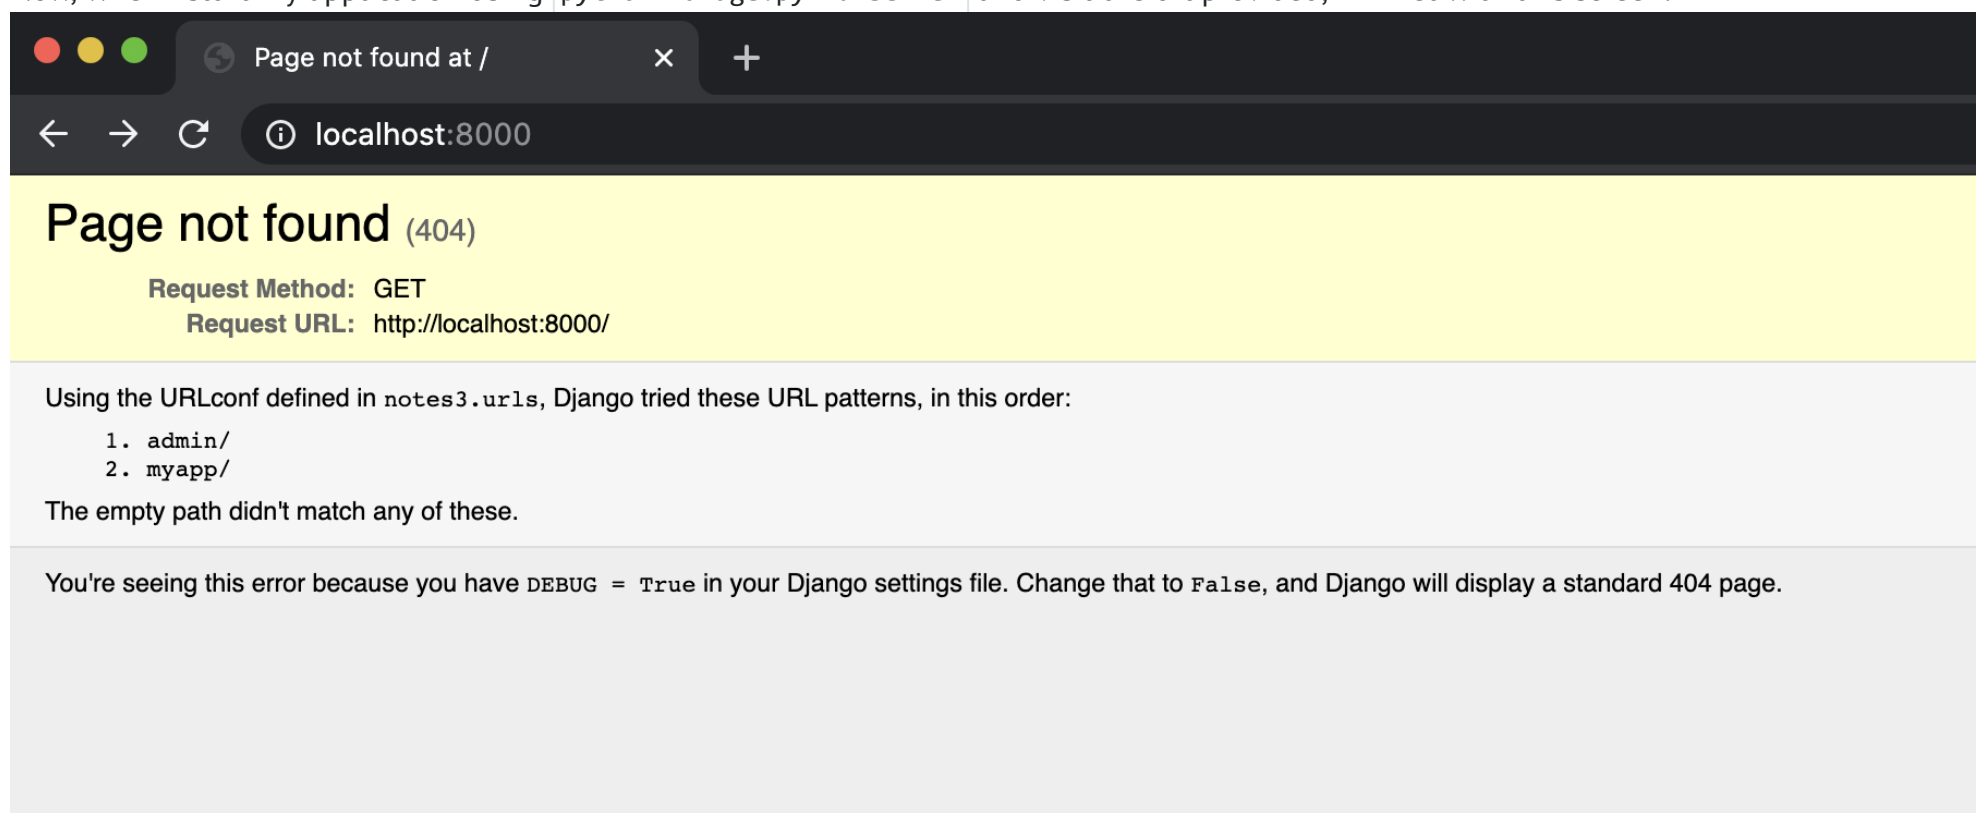 Page not found at /
localhost:8000
Page not found (404)
Request Method: GET
Request URL: http://localhost:8000/
Using the URLconf defined in notes3.urls, Django tried these URL patterns, in this order:
1. admin/
2. myapp/
The empty path didn't match any of these.
You're seeing this error because you have DEBUG = True in your Django settings file. Change that to False, and Django will display a standard 404 page.